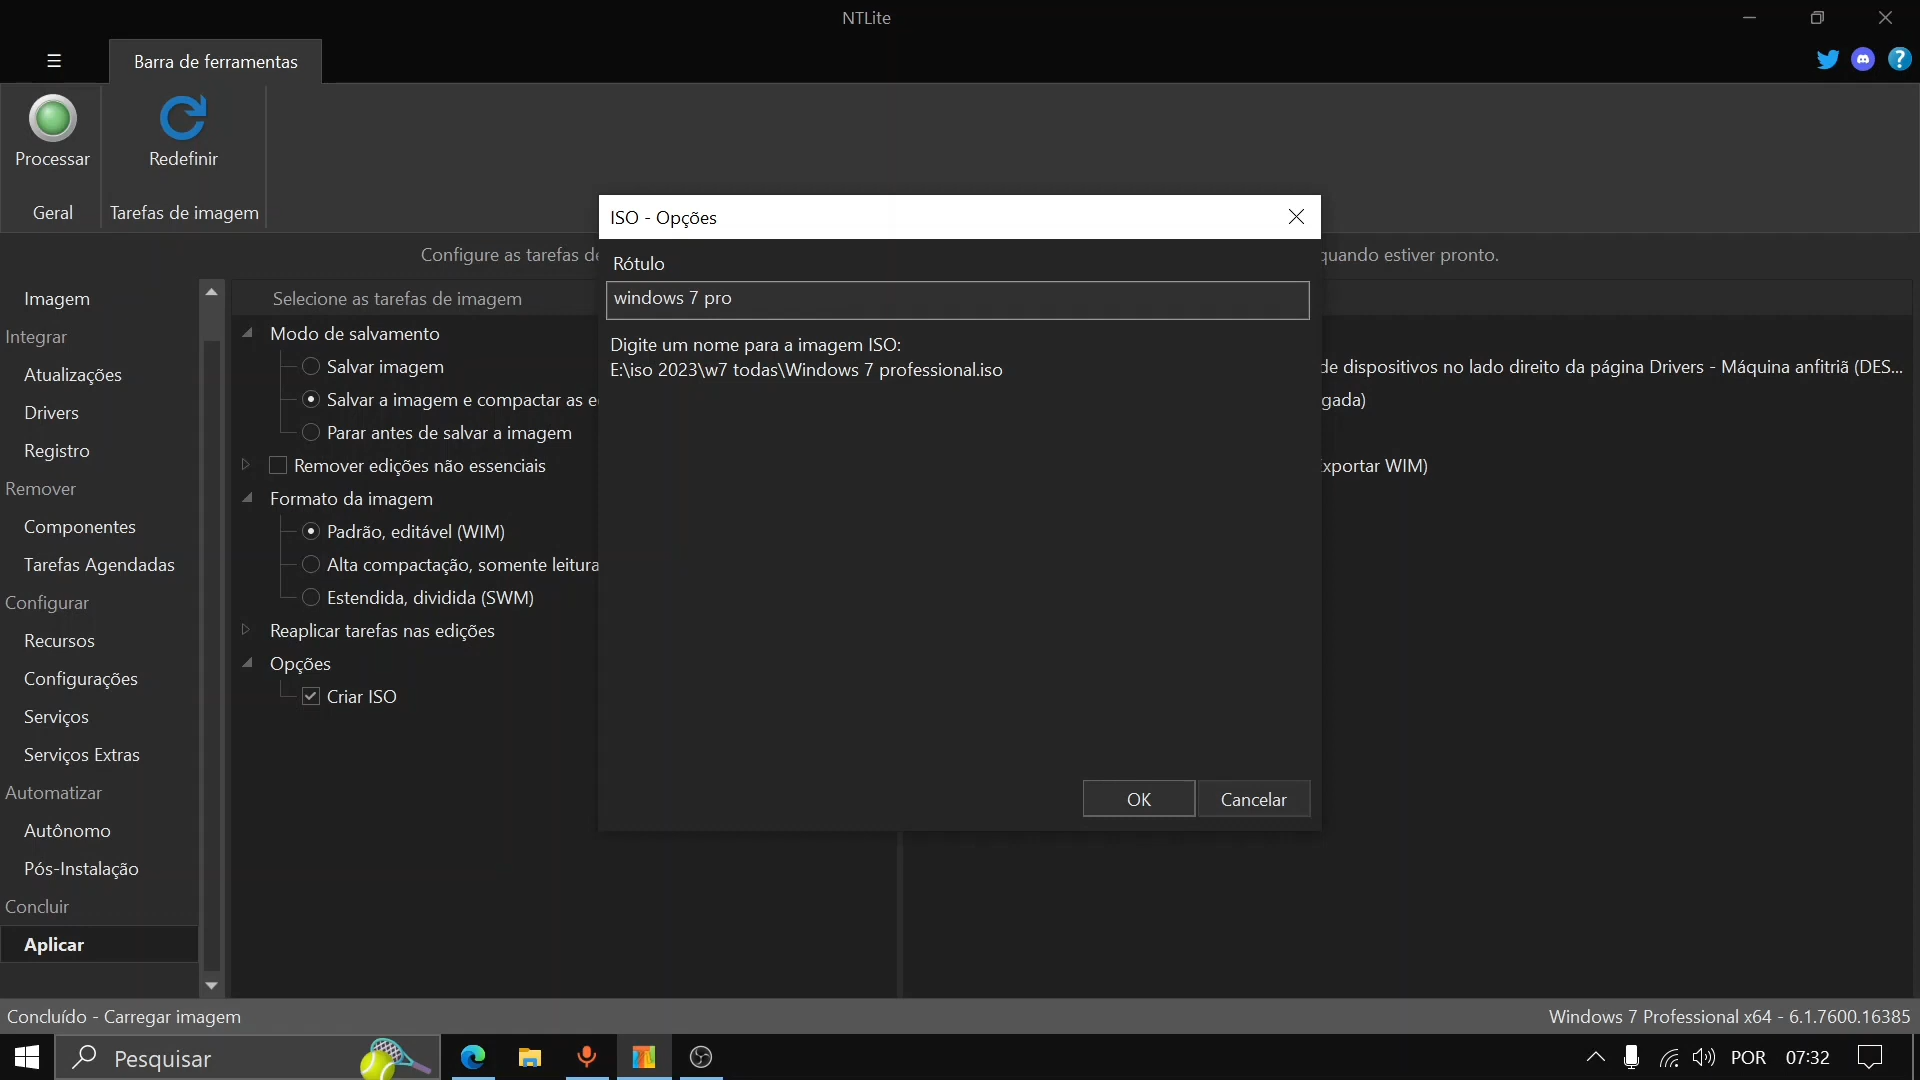 NTLite
Barra de ferramentas
Processar
Redefinir
Geral
Tarefas de imagem
ISO - Opções
Configure as tarefas de
quando estiver pronto.
Rótulo
windows 7 pro
Digite um nome para a imagem ISO:
E:\iso 2023\w7 todas\Windows 7 professional.iso
OK
Cancelar
Imagem
Integrar
Atualizações
Drivers
Registro
Remover
Componentes
Tarefas Agendadas
Configurar
Recursos
Configurações
Serviços
Serviços Extras
Automatizar
Autônomo
Pós-Instalação
Concluir
Aplicar
Selecione as tarefas de imagem
Modo de salvamento
Salvar imagem
Salvar a imagem e compactar as e
Parar antes de salvar a imagem
Remover edições não essenciais
Formato da imagem
Padrão, editável (WIM)
Alta compactação, somente leitura
Estendida, dividida (SWM)
Reaplicar tarefas nas edições
Opções
Criar ISO
de dispositivos no lado direito da página Drivers - Máquina anfitriã (DES...
gada)
Exportar WIM)
Concluído - Carregar imagem
Windows 7 Professional x64 - 6.1.7600.16385
Pesquisar
POR
07:32